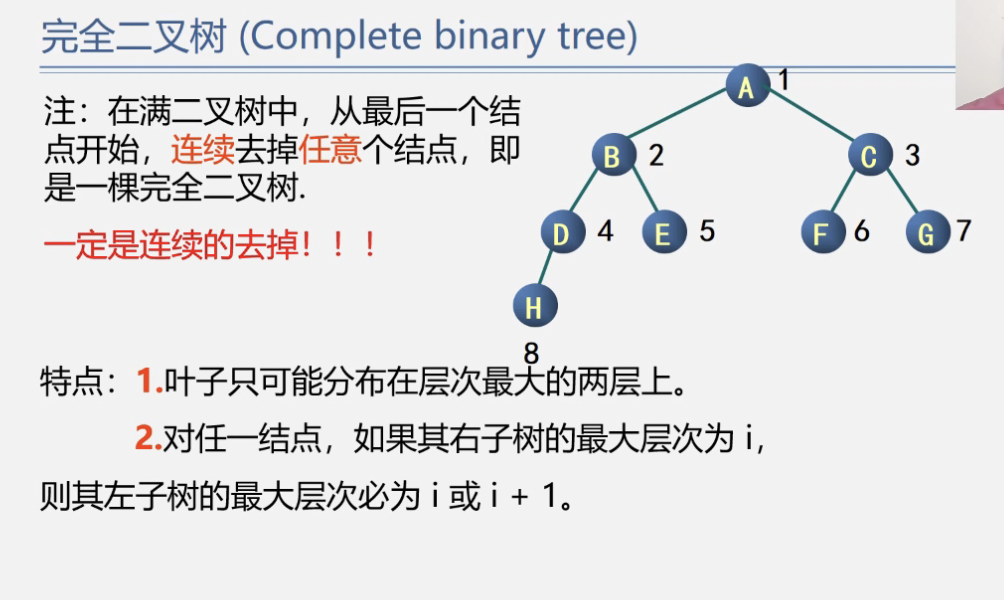 完全二叉树 (Complete binary tree)
注：在满二叉树中，从最后一个结
点开始，连续去掉任意个结点，即
是一棵完全二叉树.
一定是连续的去掉！！！
A 1
B 2
C 3
D 4
E 5
F 6
G 7
H
8
特点：1.叶子只可能分布在层次最大的两层上。
2.对任一结点，如果其右子树的最大层次为 i，
则其左子树的最大层次必为 i 或 i + 1。